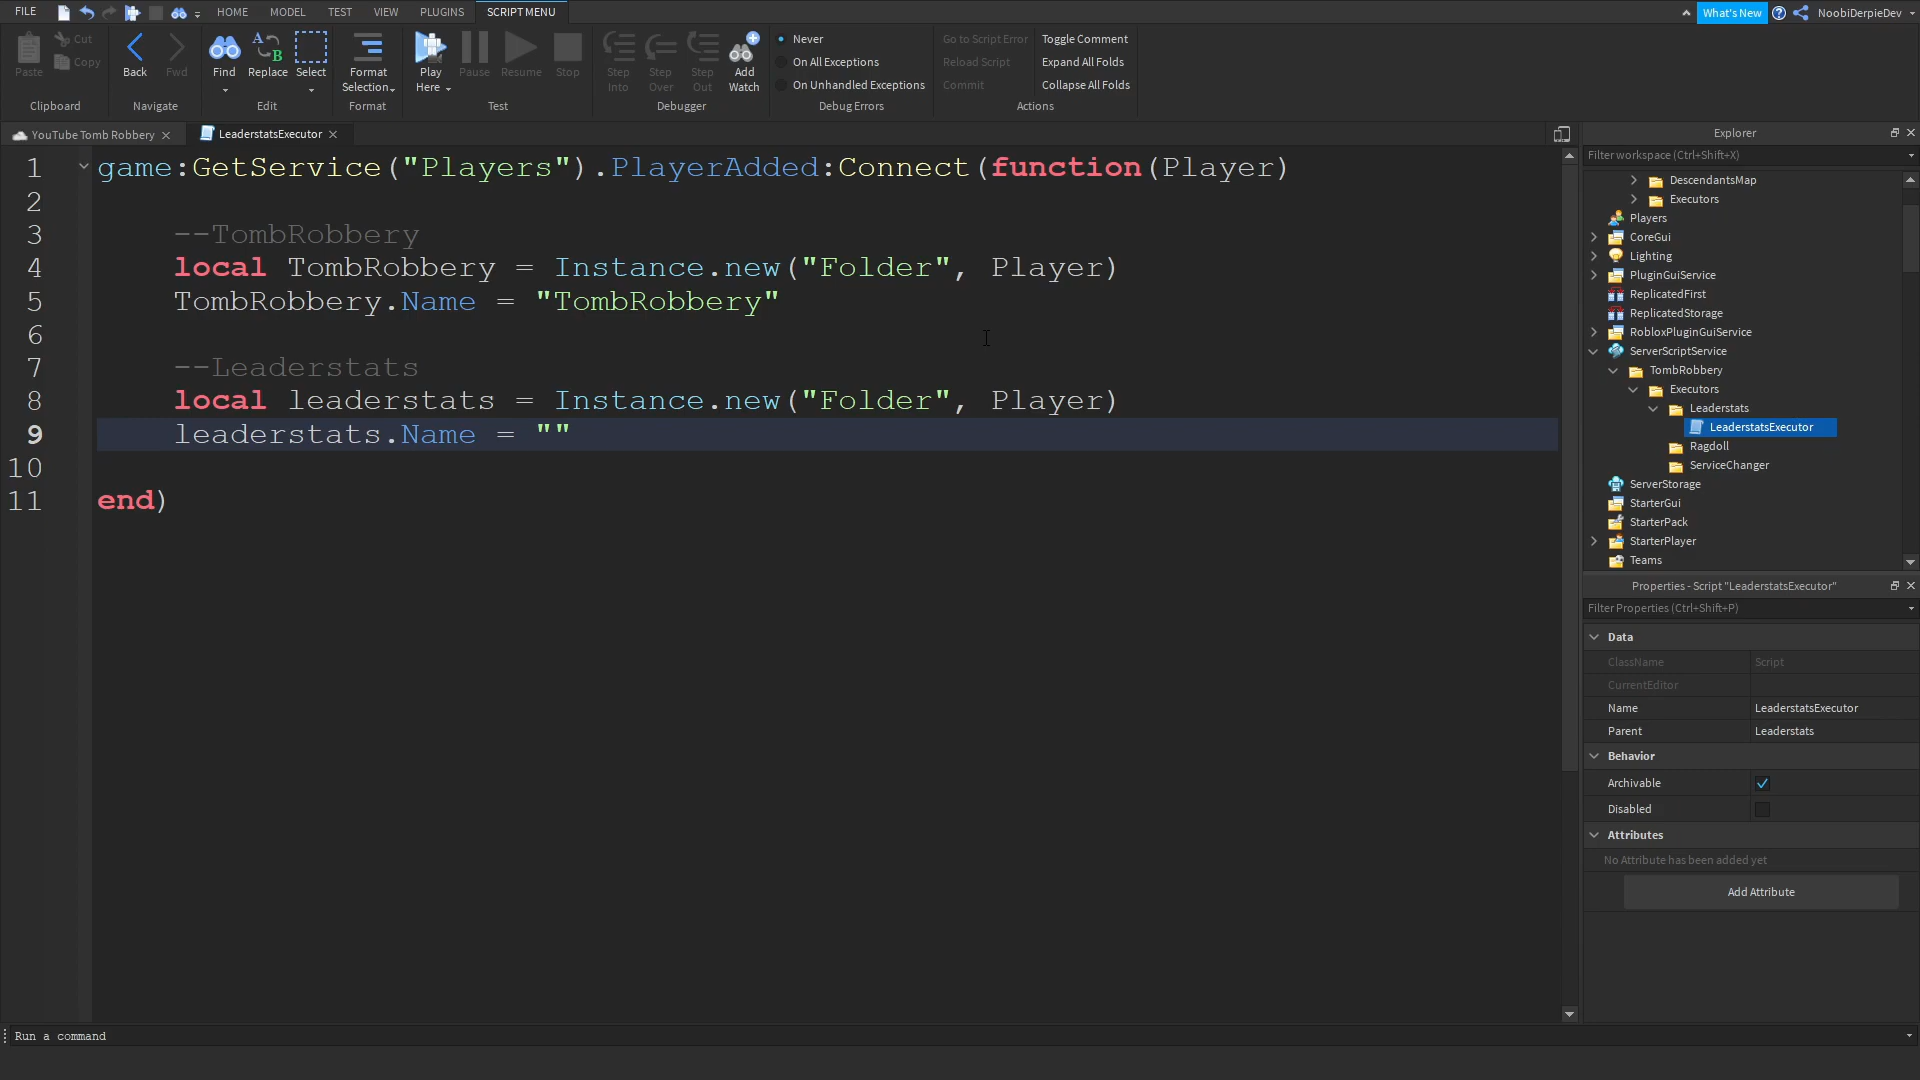 FILE HOME MODEL TEST VIEW PLUGINS SCRIPT MENU What's New NoobiDerpieDev
Paste Cut Copy
Clipboard
Back Fwd
Navigate
Find Replace Select
Edit
Format Selection
Format
Play Here Pause Resume Stop
Test
Step Into Step Over Step Out Add Watch
Debugger
Never
On All Exceptions
On Unhandled Exceptions
Debug Errors
Go to Script Error Toggle Comment
Reload Script Expand All Folds
Commit Collapse All Folds
Actions
YouTube Tomb Robbery LeaderstatsExecutor
1 game:GetService("Players").PlayerAdded:Connect(function(Player)
2
3 --TombRobbery
4 local TombRobbery = Instance.new("Folder", Player)
5 TombRobbery.Name = "TombRobbery"
6
7 --Leaderstats
8 local leaderstats = Instance.new("Folder", Player)
9 leaderstats.Name = ""
10
11 end)
Run a command
Explorer
Filter workspace (Ctrl+Shift+X)
DescendantsMap
Executors
Players
CoreGui
Lighting
PluginGuiService
ReplicatedFirst
ReplicatedStorage
RobloxPluginGuiService
ServerScriptService
TombRobbery
Executors
Leaderstats
LeaderstatsExecutor
Ragdoll
ServiceChanger
ServerStorage
StarterGui
StarterPack
StarterPlayer
Teams
Properties - Script "LeaderstatsExecutor"
Filter Properties (Ctrl+Shift+P)
Data
ClassName Script
CurrentEditor
Name LeaderstatsExecutor
Parent Leaderstats
Behavior
Archivable
Disabled
Attributes
No Attribute has been added yet
Add Attribute